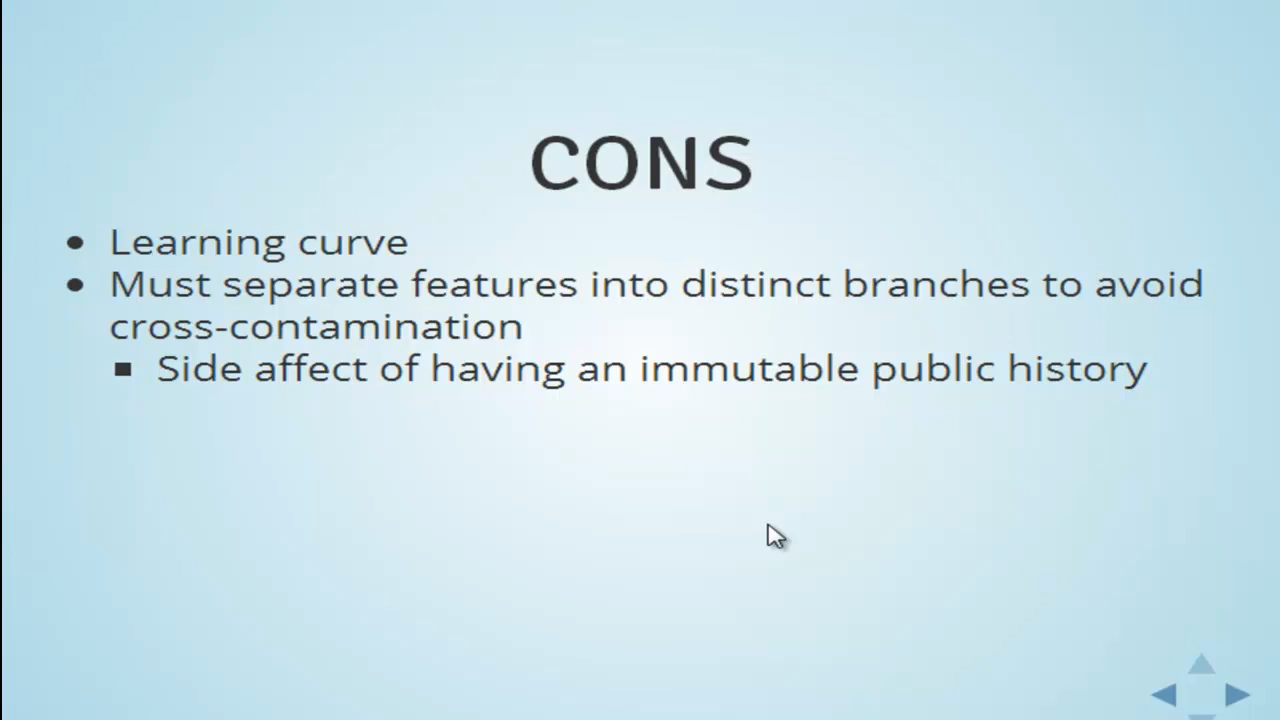 CONS
• Learning curve
• Must separate features into distinct branches to avoid
cross-contamination
▪ Side affect of having an immutable public history